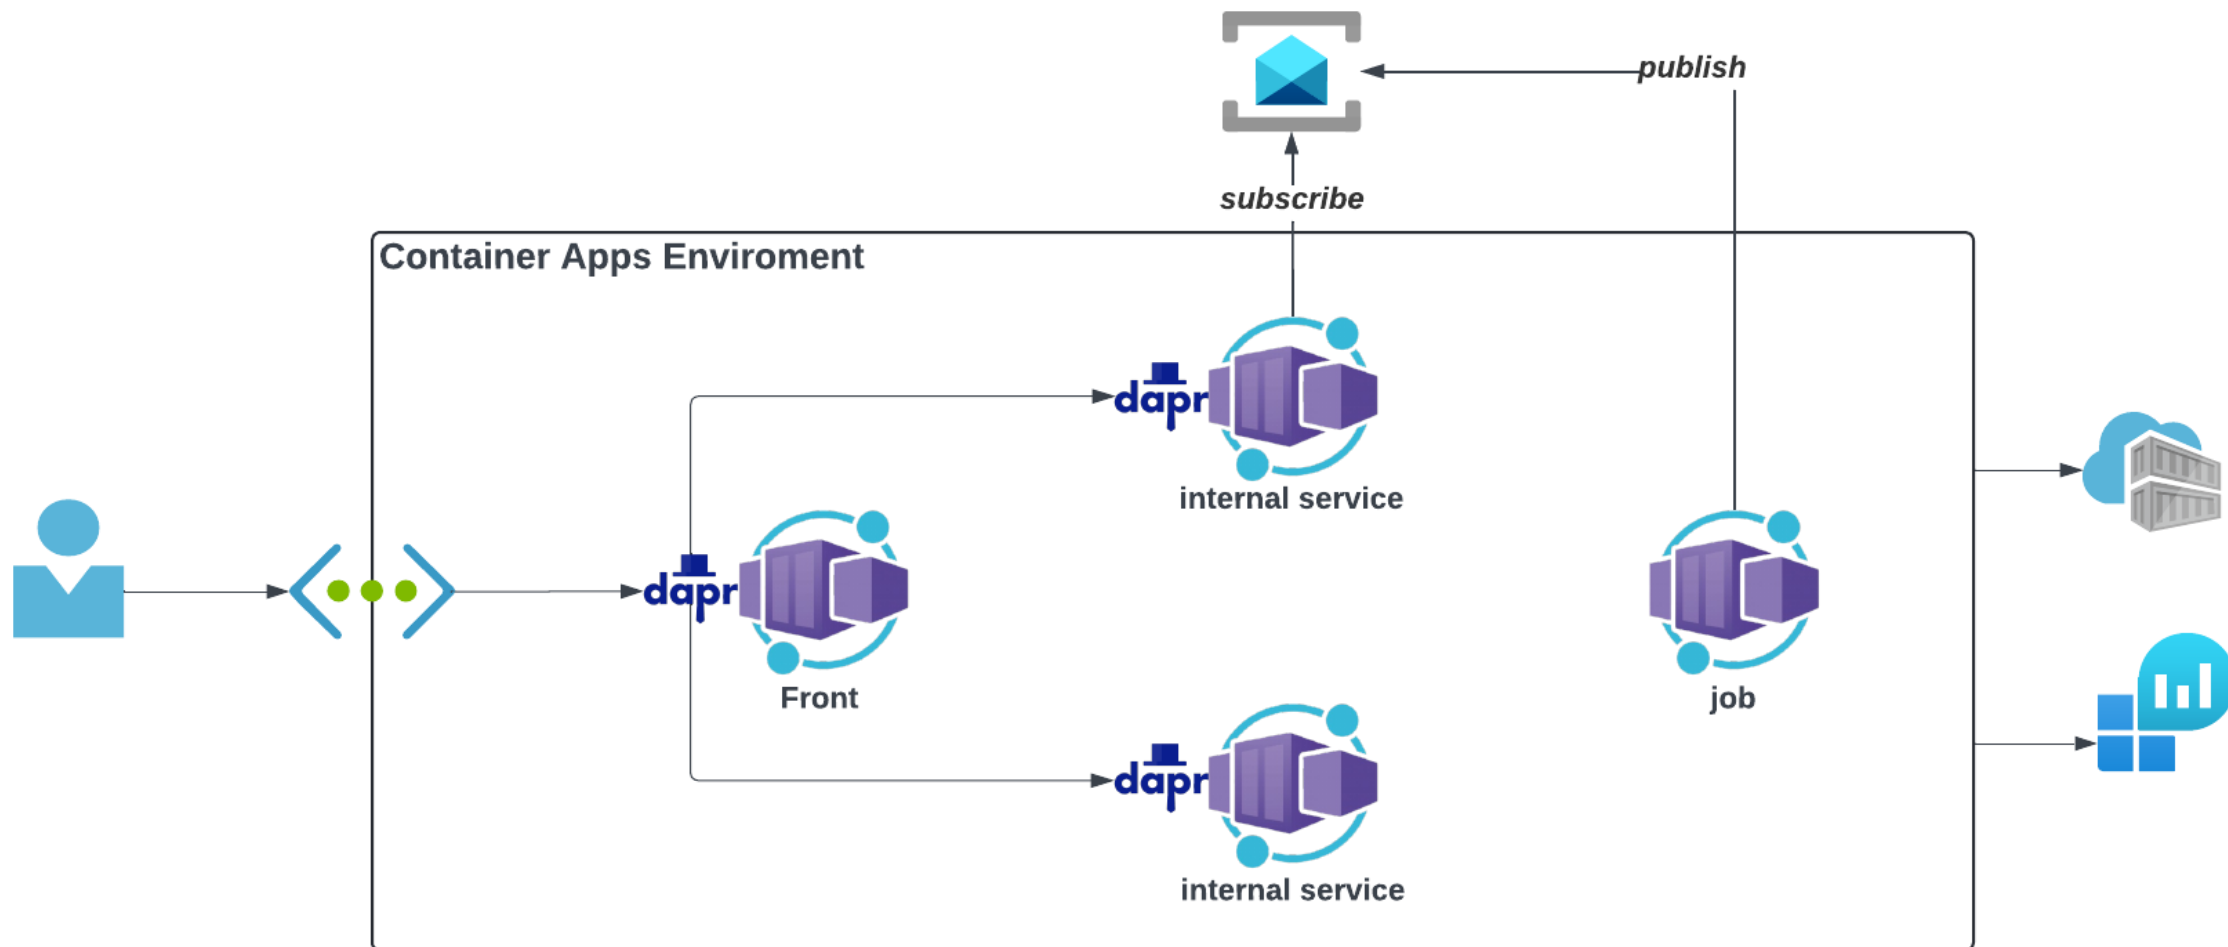 publish
subscribe
Container Apps Enviroment
dapr
internal service
dapr
Front
job
dapr
internal service